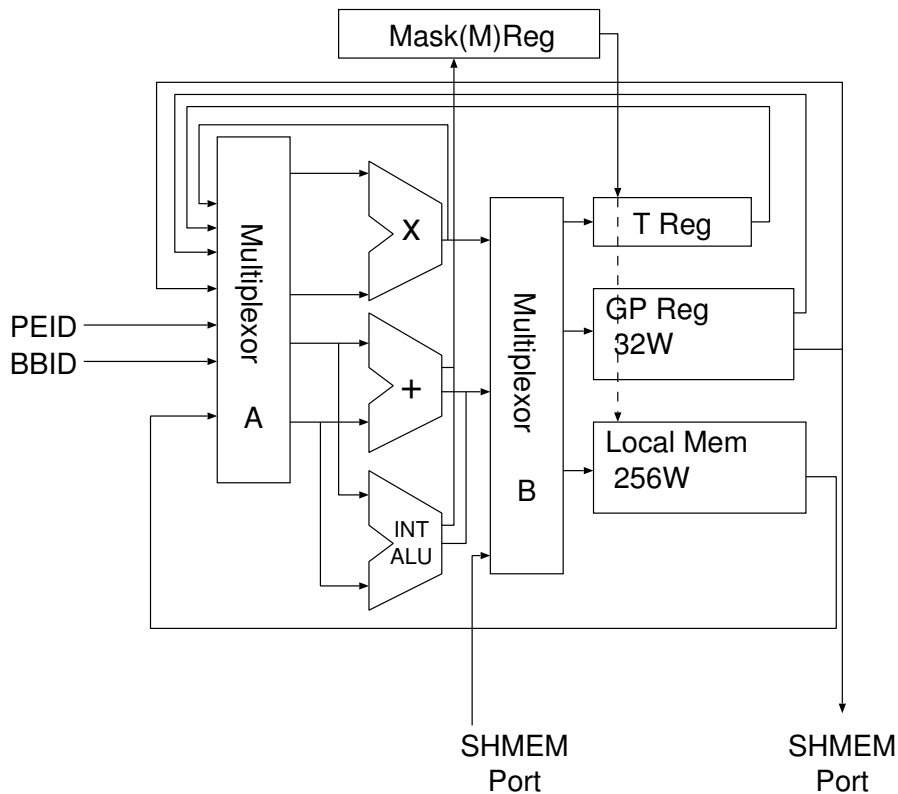 Mask(M)Reg
Multiplexor
A
X
+
INT
ALU
Multiplexor
B
T Reg
GP Reg
32W
Local Mem
256W
PEID
BBID
SHMEM
Port
SHMEM
Port